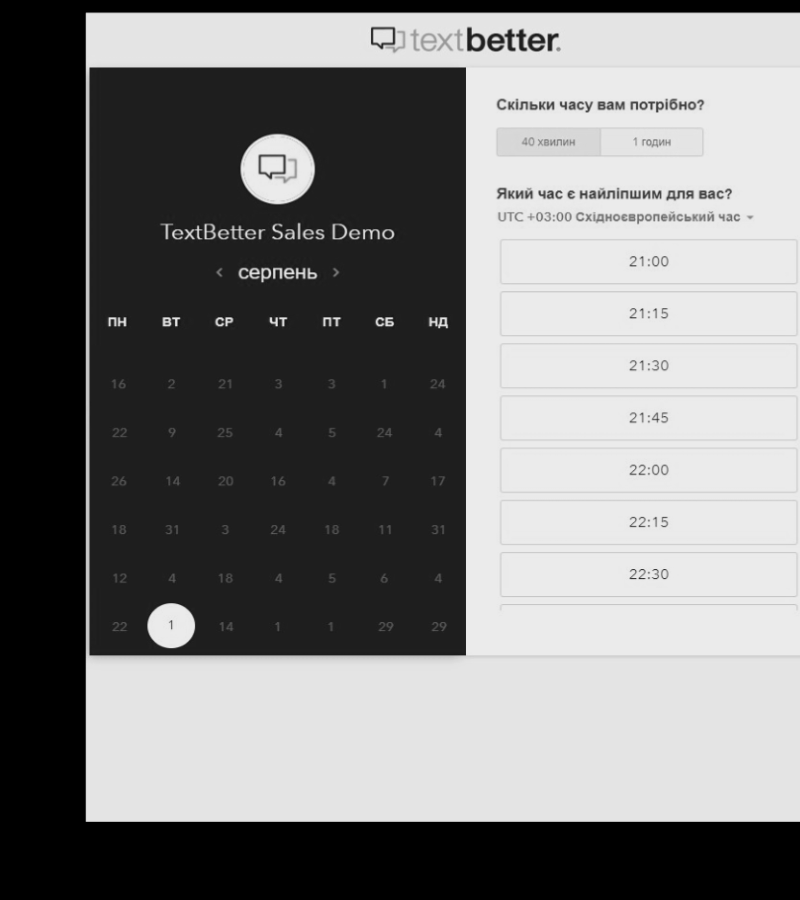 textbetter.
TextBetter Sales Demo
серпень
ПН ВТ СР ЧТ ПТ СБ НД
16 2 21 3 3 1 24
22 9 25 4 5 24 4
26 14 20 16 4 7 17
18 31 3 24 18 11 31
12 4 18 4 5 6 4
22 1 14 1 1 29 29
Скільки часу вам потрібно?
40 хвилин 1 годин
Який час є найліпшим для вас?
UTC +03:00 Східноєвропейський час
21:00
21:15
21:30
21:45
22:00
22:15
22:30